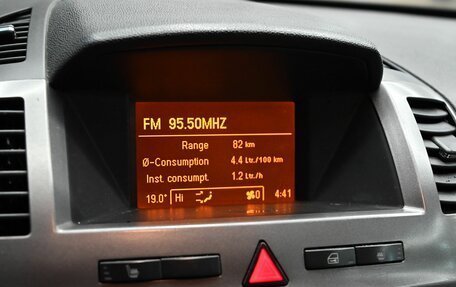 FM 95.50MHZ
Range 82 km
Ø-Consumption 4.4 Ltr./100 km
Inst. consumpt. 1.2 Ltr./h
19.0° Hi 0 4:41